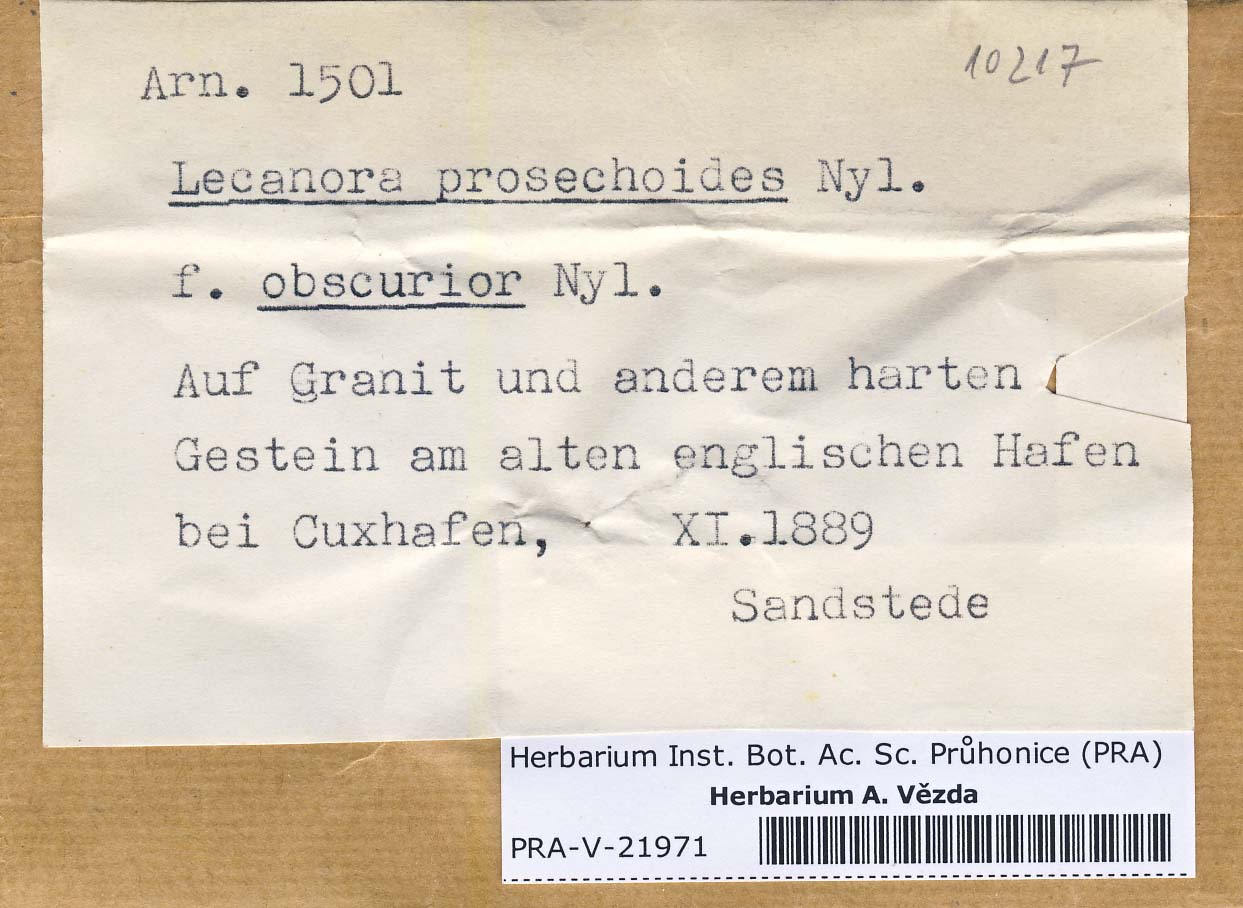 Arn. 1501
10217
Lecanora prosechoides Nyl.
f. obscurior Nyl.
Auf Granit und anderem harten
Gestein am alten englischen Hafen
bei Cuxhafen, XI.1889
Sandstede
Herbarium Inst. Bot. Ac. Sc. Průhonice (PRA)
Herbarium A. Vězda
PRA-V-21971